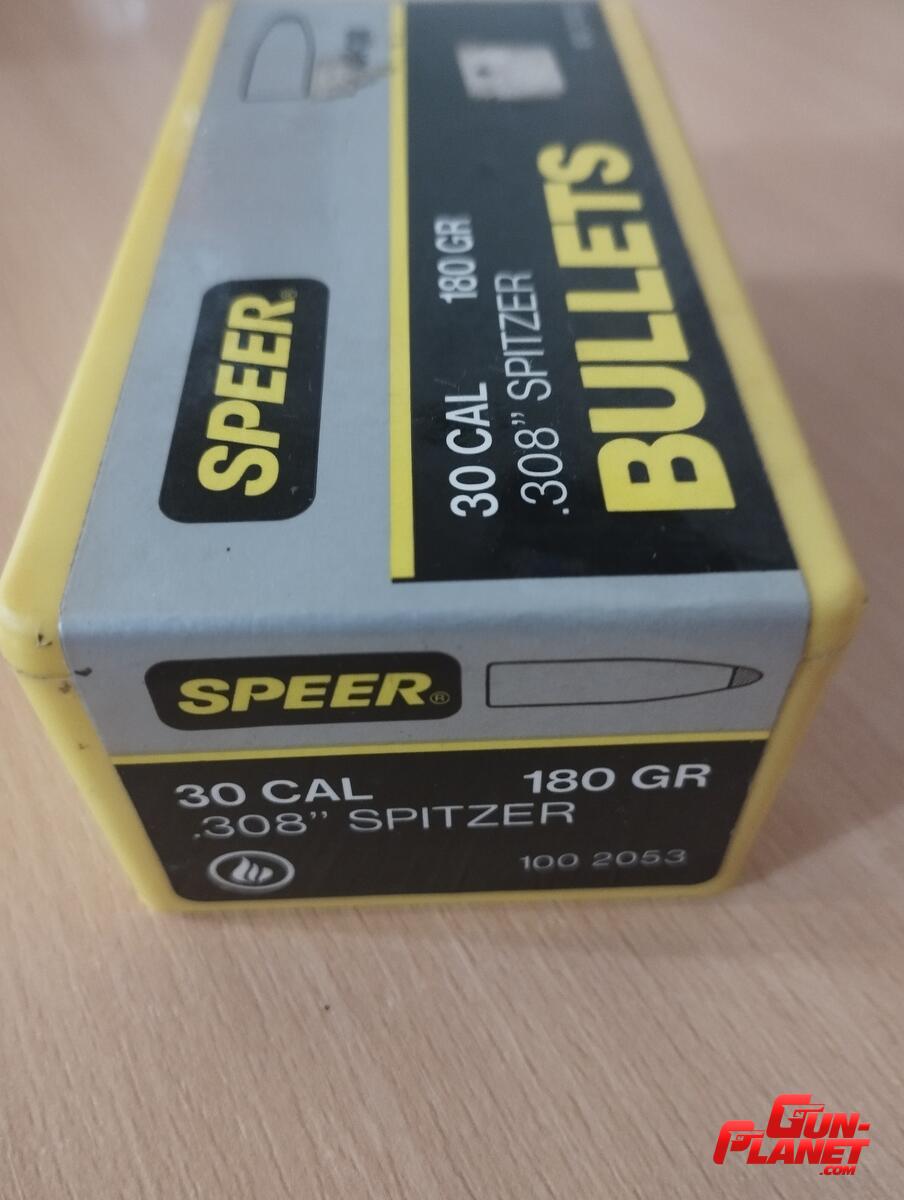 SPEER®
30 CAL 180 GR
.308” SPITZER
BULLETS
SPEER®
30 CAL 180 GR
.308” SPITZER
100 2053
GUN-
PLANET
.COM